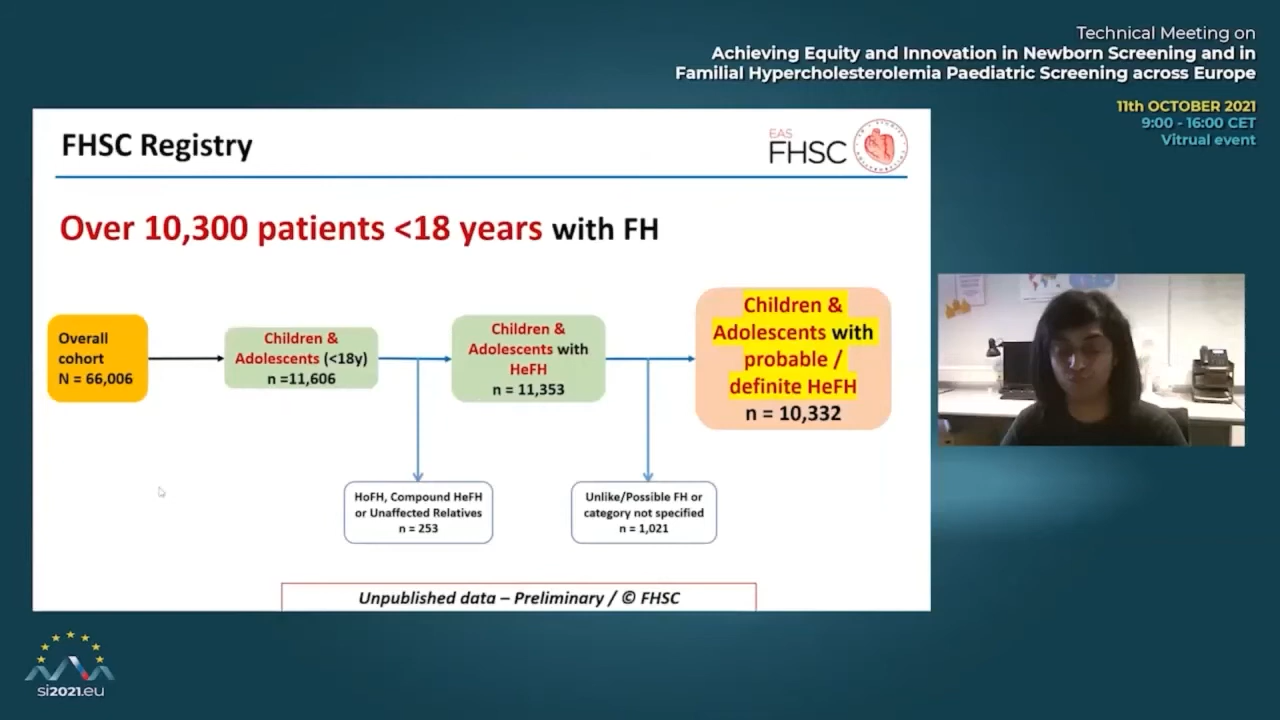 Technical Meeting on
Achieving Equity and Innovation in Newborn Screening and in
Familial Hypercholesterolemia Paediatric Screening across Europe
11th OCTOBER 2021
9:00 - 16:00 CET
Vitrual event
FHSC Registry
EAS
FHSC
Over 10,300 patients <18 years with FH
Overall
cohort
N = 66,006
Children &
Adolescents (<18y)
n =11,606
Children &
Adolescents with
HeFH
n = 11,353
Children &
Adolescents with
probable /
definite HeFH
n = 10,332
HoFH, Compound HeFH
or Unaffected Relatives
n = 253
Unlike/Possible FH or
category not specified
n = 1,021
Unpublished data – Preliminary / © FHSC
si2021.eu